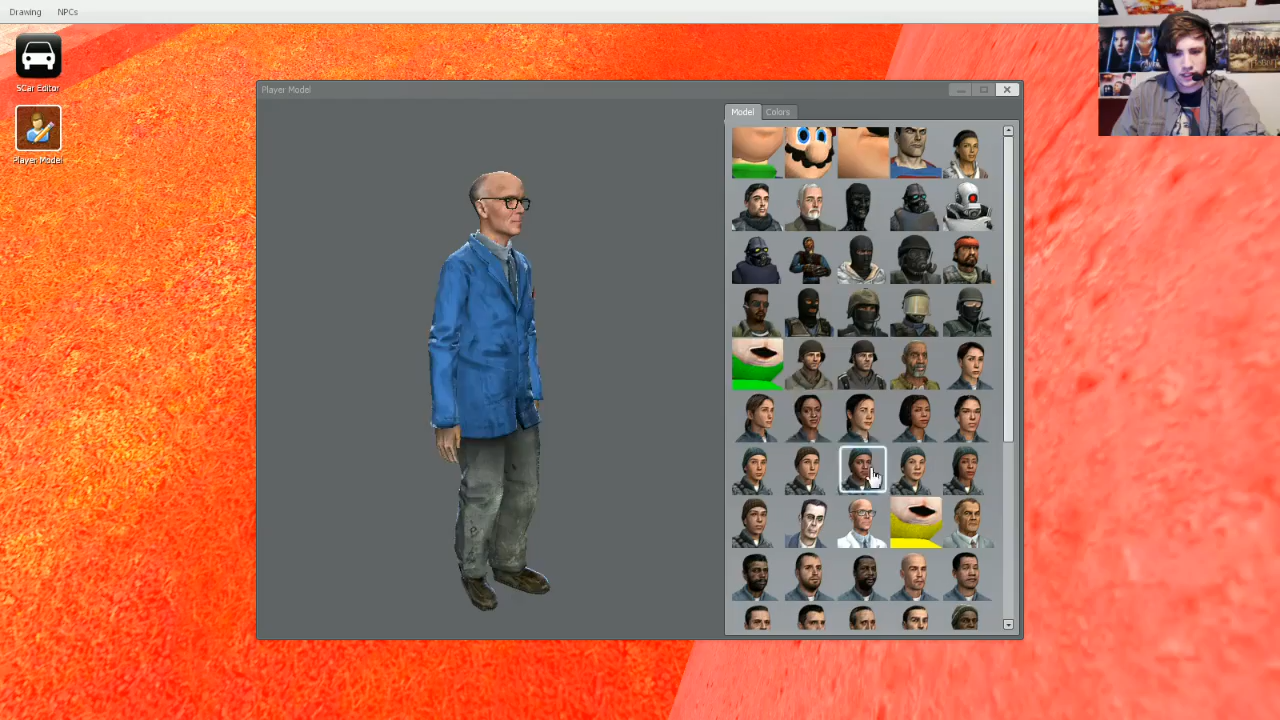 Drawing NPCs
SCar Editor
Player Model
Player Model
Model Colors